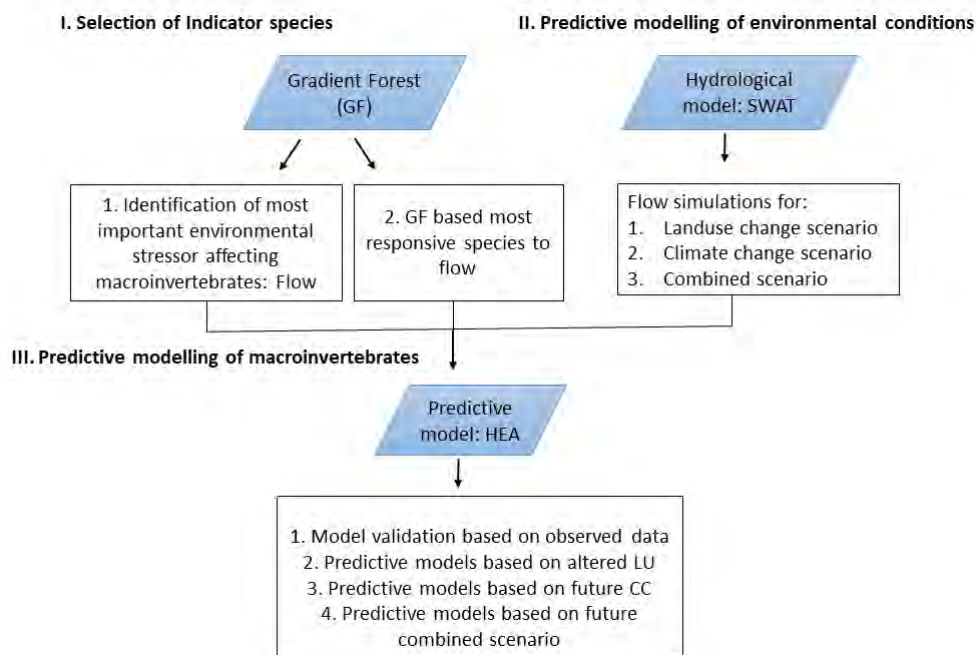 I. Selection of Indicator species
II. Predictive modelling of environmental conditions
Gradient Forest
(GF)
Hydrological
model: SWAT
1. Identification of most
important environmental
stressor affecting
macroinvertebrates: Flow
2. GF based most
responsive species to
flow
Flow simulations for:
1. Landuse change scenario
2. Climate change scenario
3. Combined scenario
III. Predictive modelling of macroinvertebrates
Predictive
model: HEA
1. Model validation based on observed data
2. Predictive models based on altered LU
3. Predictive models based on future CC
4. Predictive models based on future
combined scenario